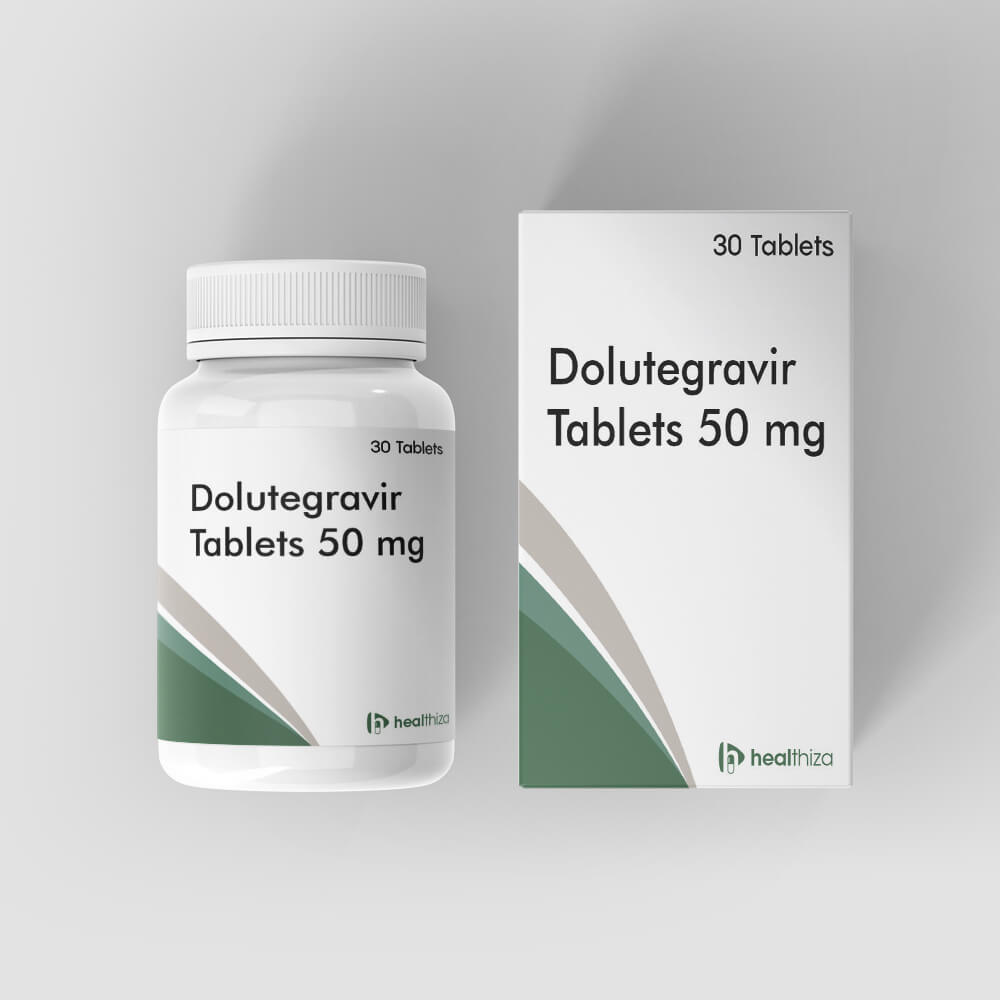 30 Tablets
Dolutegravir
Tablets 50 mg
healthiza
30 Tablets
Dolutegravir
Tablets 50 mg
healthiza